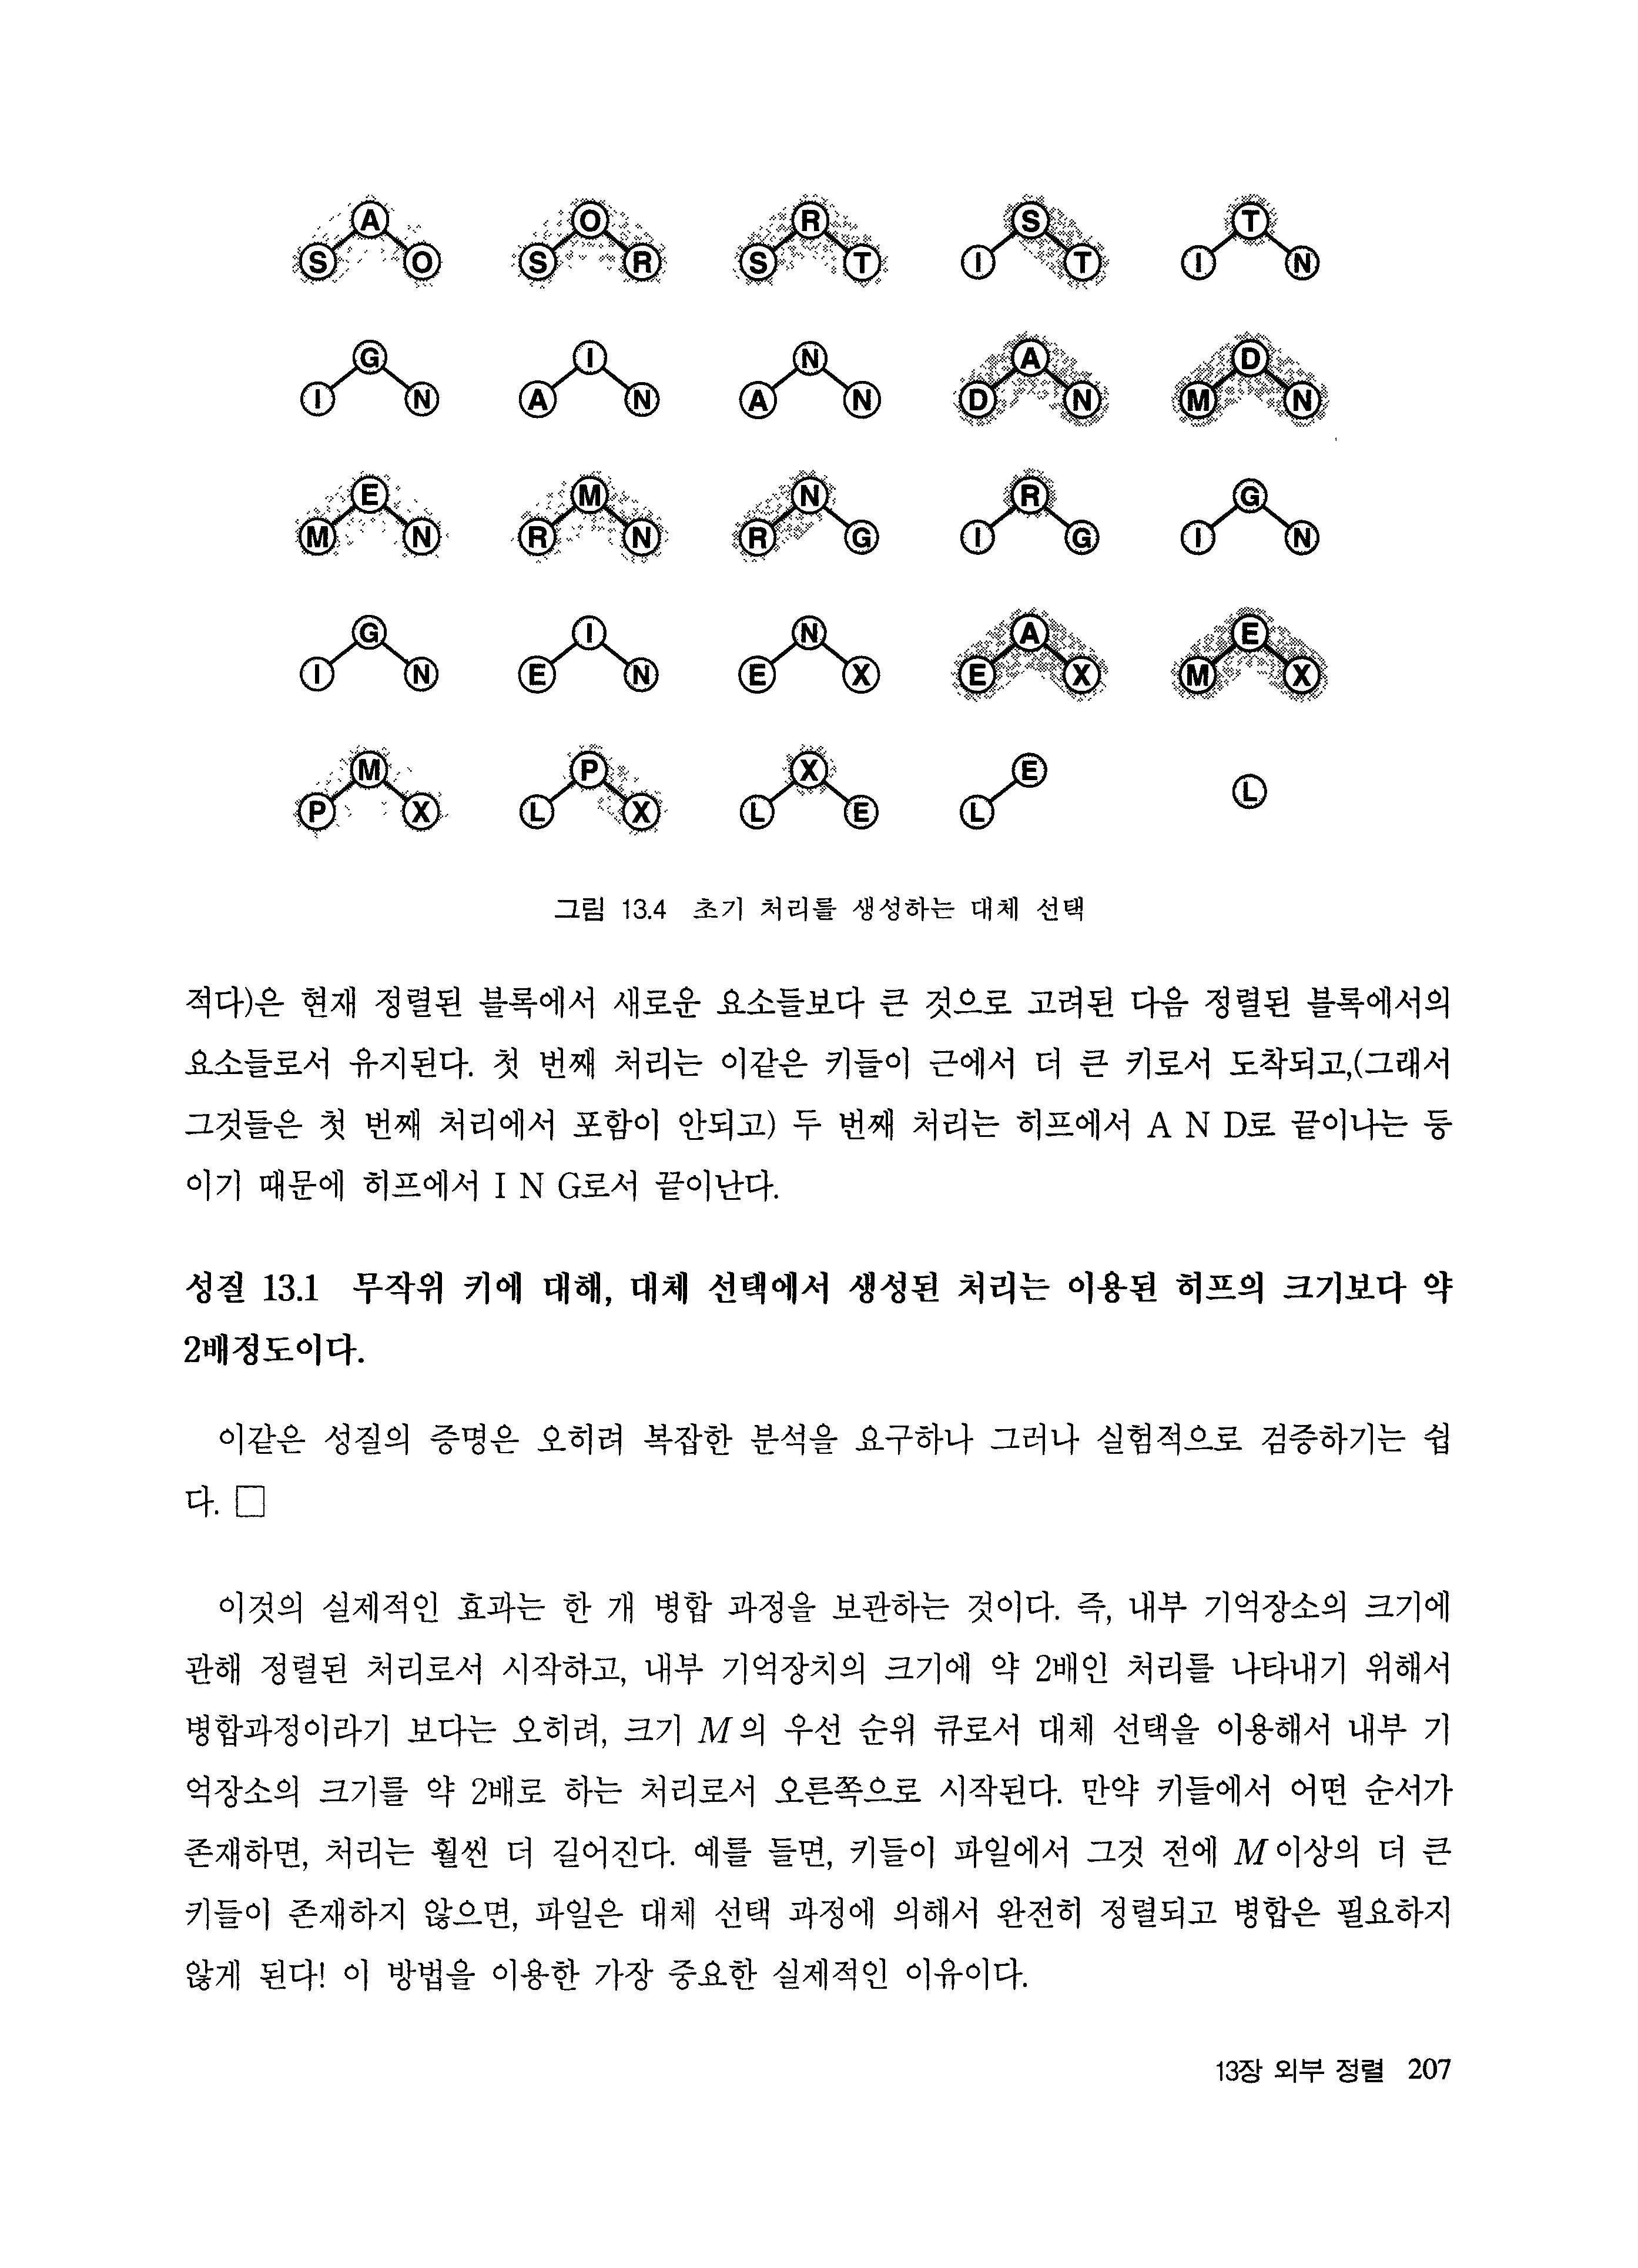 A O R S T
S O S R S T I T I N
G I N A D
I N A N A N D N M N
E M N R G
M N R N R G I G I N
G I N A E
I N E N E X E X M X
M P X E L
P X L X L E L
그림 13.4 초기 처리를 생성하는 대체 선택
적다)은 현재 정렬된 블록에서 새로운 요소들보다 큰 것으로 고려된 다음 정렬된 블록에서의
요소들로서 유지된다. 첫 번째 처리는 이같은 키들이 근에서 더 큰 키로서 도착되고,(그래서
그것들은 첫 번째 처리에서 포함이 안되고) 두 번째 처리는 히프에서 A N D로 끝이나는 등
이기 때문에 히프에서 I N G로서 끝이난다.
성질 13.1 무작위 키에 대해, 대체 선택에서 생성된 처리는 이용된 히프의 크기보다 약
2배정도이다.
이같은 성질의 증명은 오히려 복잡한 분석을 요구하나 그러나 실험적으로 검증하기는 쉽
다. □
이것의 실제적인 효과는 한 개 병합 과정을 보관하는 것이다. 즉, 내부 기억장소의 크기에
관해 정렬된 처리로서 시작하고, 내부 기억장치의 크기에 약 2배인 처리를 나타내기 위해서
병합과정이라기 보다는 오히려, 크기 M의 우선 순위 큐로서 대체 선택을 이용해서 내부 기
억장소의 크기를 약 2배로 하는 처리로서 오른쪽으로 시작된다. 만약 키들에서 어떤 순서가
존재하면, 처리는 훨씬 더 길어진다. 예를 들면, 키들이 파일에서 그것 전에 M이상의 더 큰
키들이 존재하지 않으면, 파일은 대체 선택 과정에 의해서 완전히 정렬되고 병합은 필요하지
않게 된다! 이 방법을 이용한 가장 중요한 실제적인 이유이다.
13장 외부 정렬 207